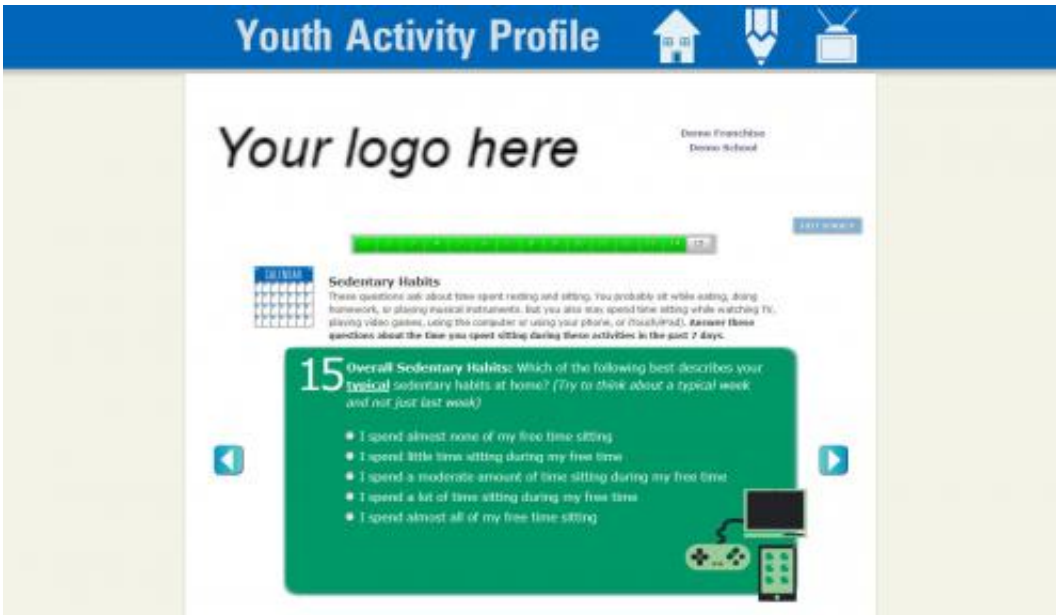 Youth Activity Profile
Your logo here
Demo Franchise
Demo School
14 15
CALENDAR
Sedentary Habits
These questions ask about time spent resting and sitting. You probably sit while eating, doing
homework, or playing musical instruments. But you also may spend time sitting while watching TV,
playing video games, using the computer or using your phone, or iTouch/iPad). Answer these
questions about the time you spent sitting during these activities in the past 7 days.
15
Overall Sedentary Habits: Which of the following best describes your
typical sedentary habits at home? (Try to think about a typical week
and not just last week)
I spend almost none of my free time sitting
I spend little time sitting during my free time
I spend a moderate amount of time sitting during my free time
I spend a lot of time sitting during my free time
I spend almost all of my free time sitting